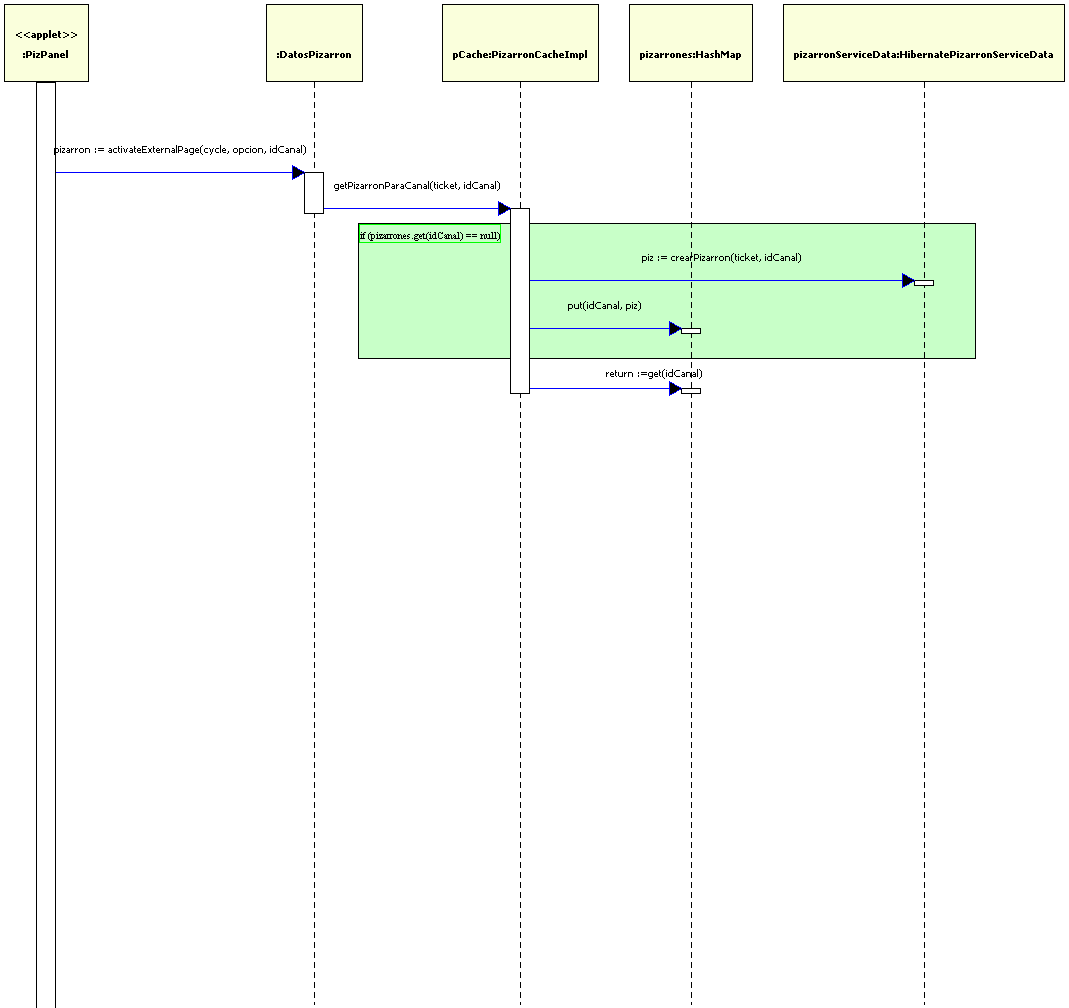 <<applet>>
:PizPanel
:DatosPizarron
pCache:PizarronCacheImpl
pizarrones:HashMap
pizarronServiceData:HibernatePizarronServiceData
pizarron := activateExternalPage(cycle, opcion, idCanal)
getPizarronParaCanal(ticket, idCanal)
if (pizarrones.get(idCanal) == null)
piz := crearPizarron(ticket, idCanal)
put(idCanal, piz)
return :=get(idCanal)